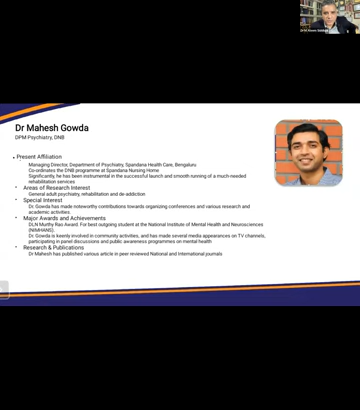 Dr Mahesh Gowda
DPM Psychiatry, DNB
• Present Affiliation
Managing Director, Department of Psychiatry, Spandana Health Care, Bengaluru
Co-ordinates the DNB programme at Spandana Nursing Home
Significantly, he has been instrumental in the successful launch and smooth running of a much-needed
rehabilitation services
• Areas of Research Interest
General adult psychiatry, rehabilitation and de-addiction
• Special Interest
Dr. Gowda has made noteworthy contributions towards organizing conferences and various research and
academic activities
• Major Awards and Achievements
DLN Murthy Rao Award: For best outgoing student at the National Institute of Mental Health and Neurosciences
(NIMHANS).
Dr. Gowda is keenly involved in community activities, and has made several media appearances on TV channels,
participating in panel discussions and public awareness programmes on mental health
• Research & Publications
Dr Mahesh has published various article in peer reviewed National and International journals